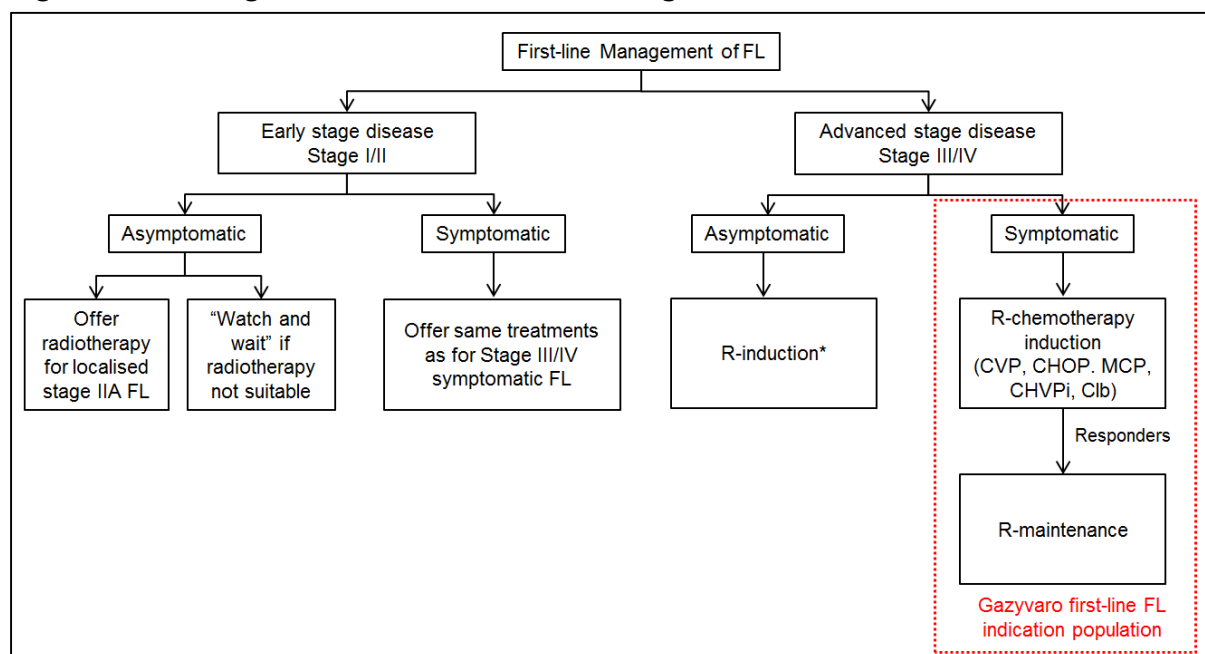 First-line Management of FL
Early stage disease
Stage I/II
Advanced stage disease
Stage III/IV
Asymptomatic
Symptomatic
Asymptomatic
Symptomatic
Offer
radiotherapy
for localised
stage IIA FL
“Watch and
wait” if
radiotherapy
not suitable
Offer same treatments
as for Stage III/IV
symptomatic FL
R-induction*
R-chemotherapy
induction
(CVP, CHOP. MCP,
CHVPi, Clb)
Responders
R-maintenance
Gazyvaro first-line FL
indication population